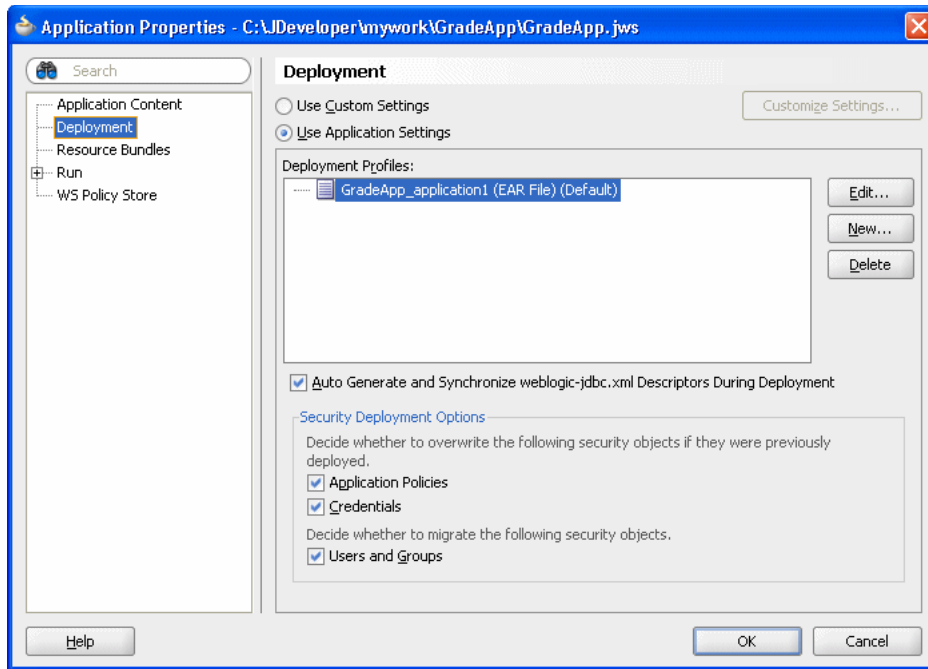 Application Properties - C:\JDeveloper\mywork\GradeApp\GradeApp.jws
Search
Application Content
Deployment
Resource Bundles
Run
WS Policy Store
Deployment
Use Custom Settings
Customize Settings...
Use Application Settings
Deployment Profiles:
GradeApp_application1 (EAR File) (Default)
Edit...
New...
Delete
Auto Generate and Synchronize weblogic-jdbc.xml Descriptors During Deployment
Security Deployment Options
Decide whether to overwrite the following security objects if they were previously
deployed.
Application Policies
Credentials
Decide whether to migrate the following security objects.
Users and Groups
Help
OK
Cancel